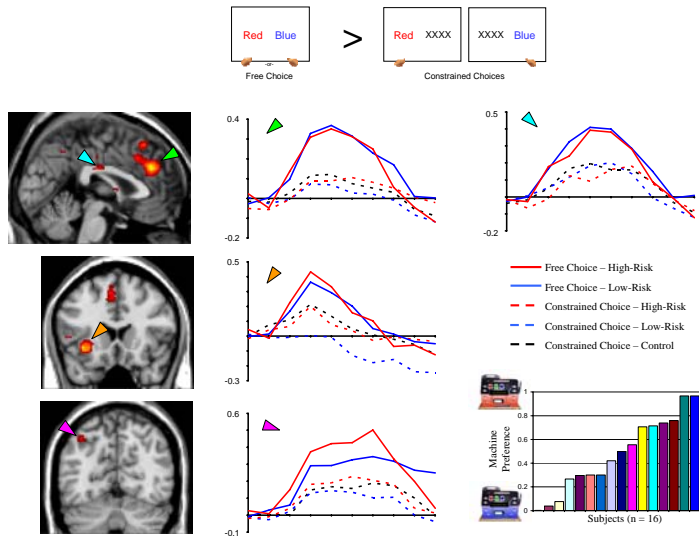 Red Blue > Red XXXX XXXX Blue
-or-
Free Choice Constrained Choices
0.4
-0.2
0.4
-0.2
0.5
-0.3
Free Choice – High-Risk
Free Choice – Low-Risk
Constrained Choice – High-Risk
Constrained Choice – Low-Risk
Constrained Choice – Control
0.6
-0.1
Machine
Preference
1
0.8
0.6
0.4
0.2
0
Subjects (n = 16)